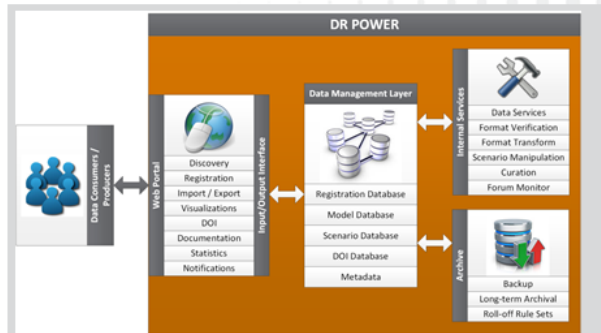 DR POWER
Data Consumers /
Producers
Web Portal
Discovery
Registration
Import / Export
Visualizations
DOI
Documentation
Statistics
Notifications
Input/Output Interface
Data Management Layer
Registration Database
Model Database
Scenario Database
DOI Database
Metadata
Internal Services
Data Services
Format Verification
Format Transform
Scenario Manipulation
Curation
Forum Monitor
Archive
Backup
Long-term Archival
Roll-off Rule Sets